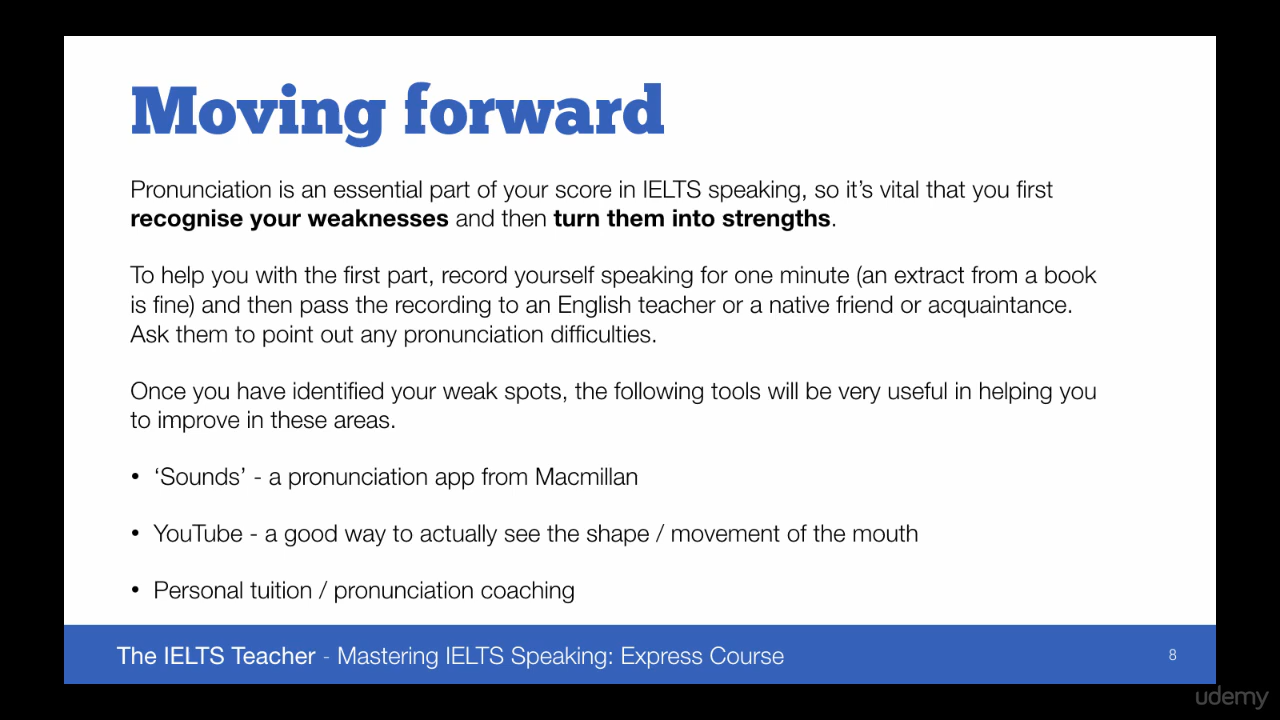 Moving forward
Pronunciation is an essential part of your score in IELTS speaking, so it’s vital that you first
recognise your weaknesses and then turn them into strengths.
To help you with the first part, record yourself speaking for one minute (an extract from a book
is fine) and then pass the recording to an English teacher or a native friend or acquaintance.
Ask them to point out any pronunciation difficulties.
Once you have identified your weak spots, the following tools will be very useful in helping you
to improve in these areas.
• ‘Sounds’ - a pronunciation app from Macmillan
• YouTube - a good way to actually see the shape / movement of the mouth
• Personal tuition / pronunciation coaching
The IELTS Teacher - Mastering IELTS Speaking: Express Course
8
udemy